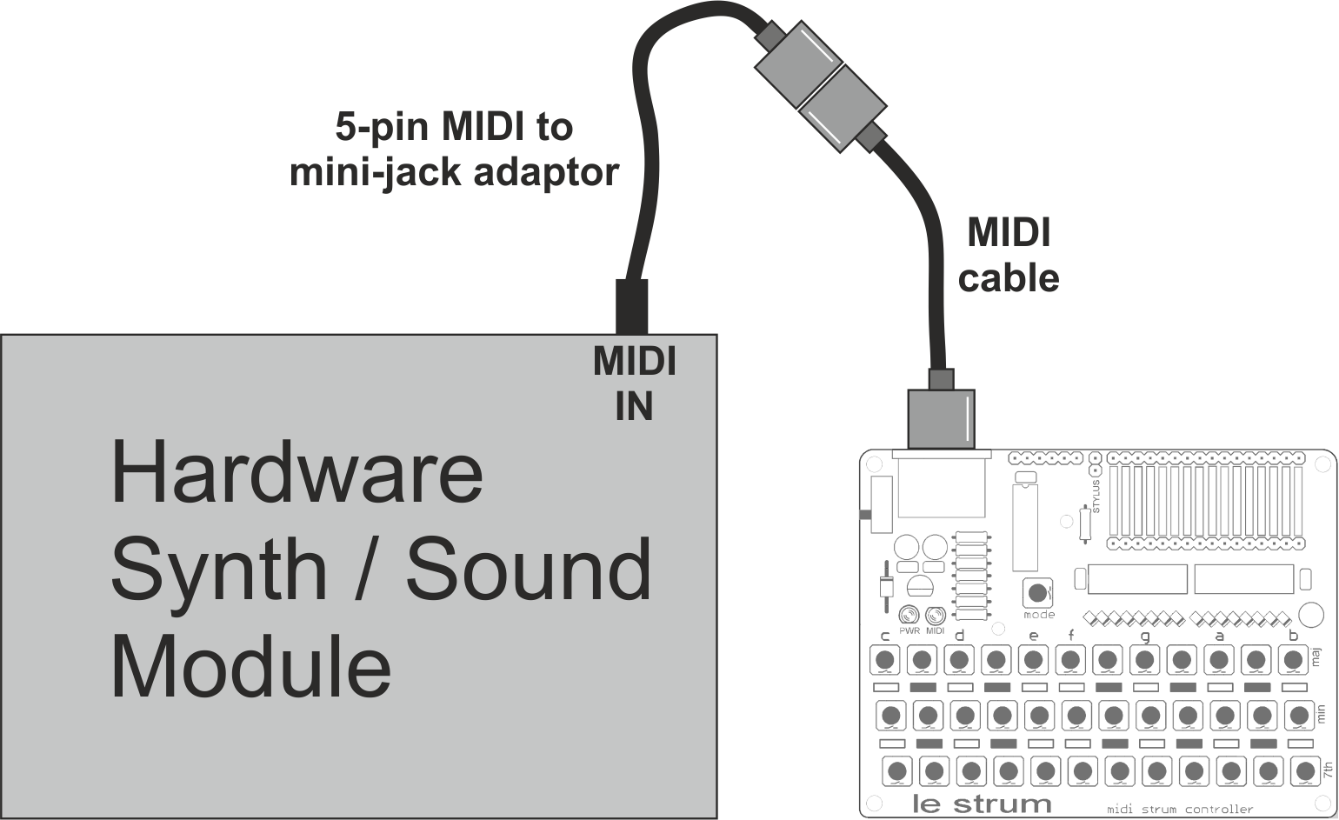 5-pin MIDI to
mini-jack adaptor
MIDI
cable
MIDI
IN
Hardware
Synth / Sound
Module
STYLUS
mode
PWR MIDI
c d e f g a b
maj
min
7th
le strum
midi strum controller